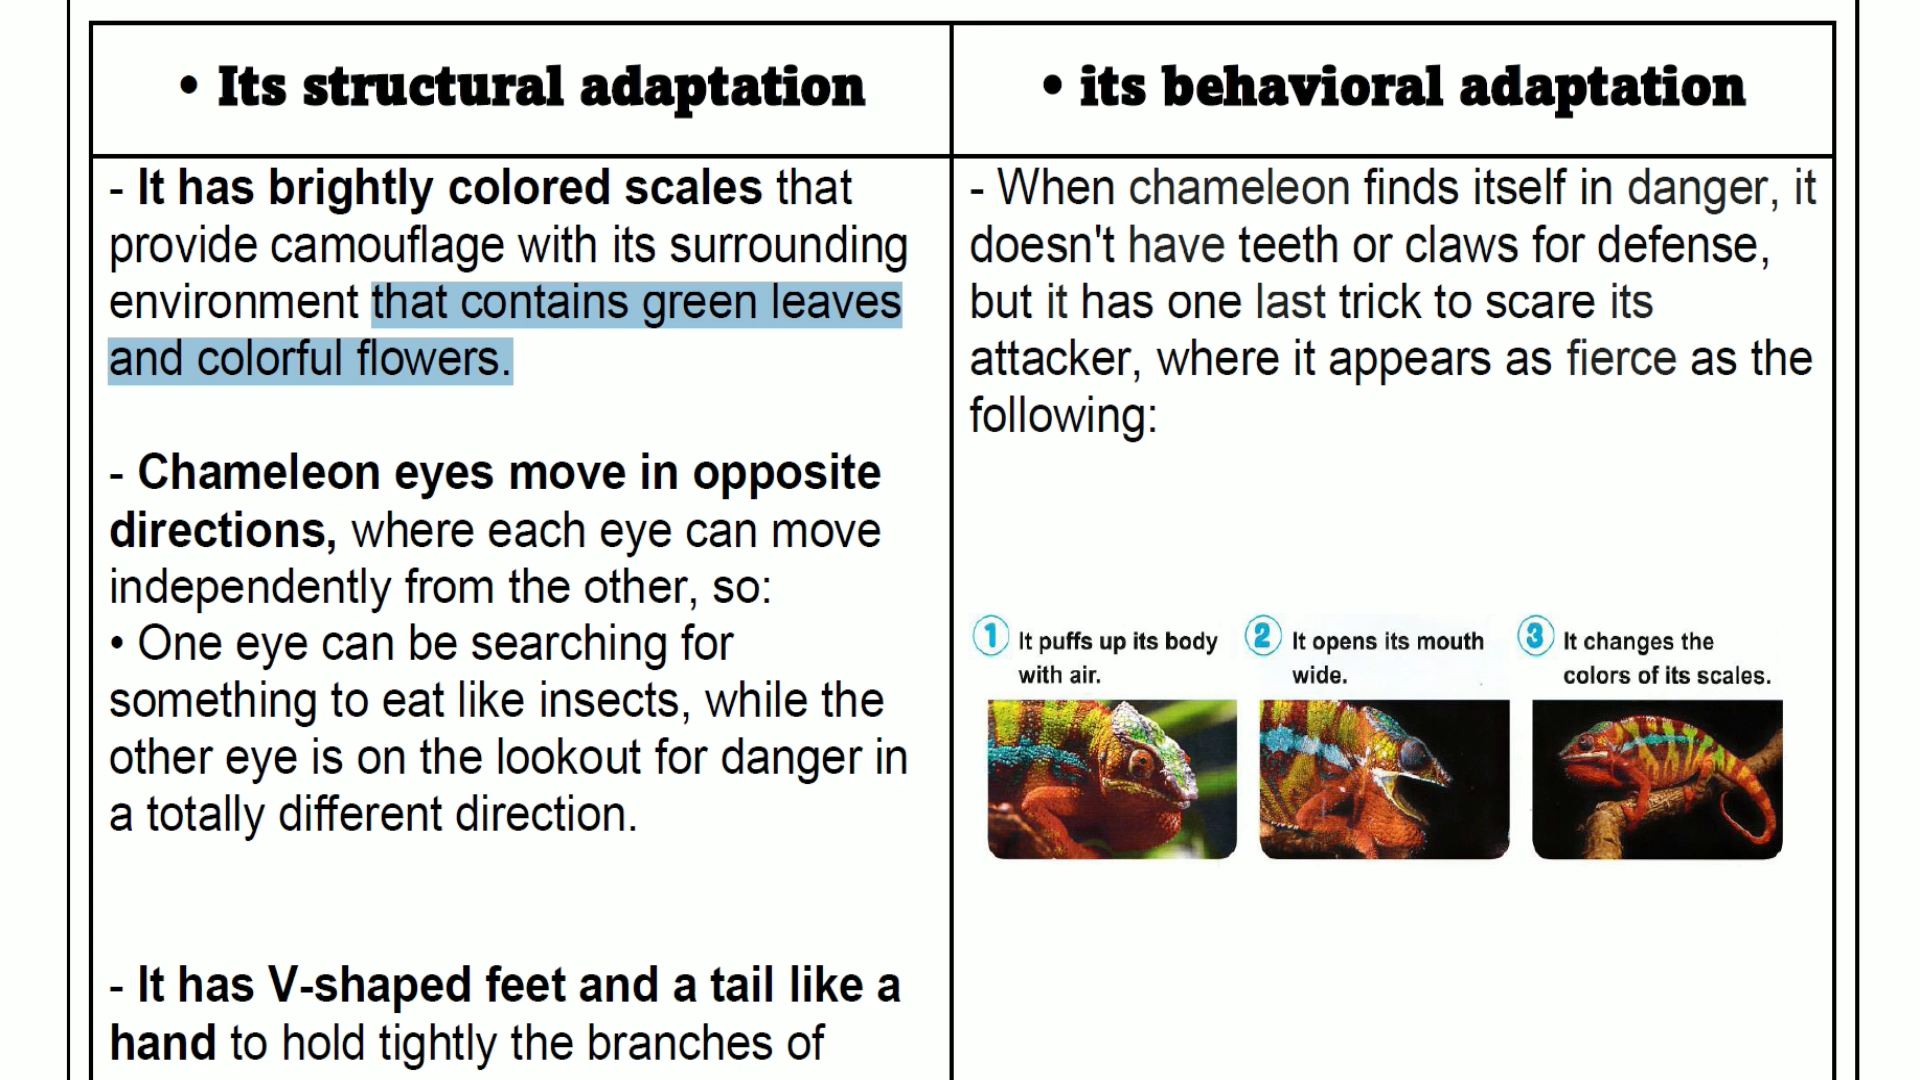 • Its structural adaptation
- It has brightly colored scales that
provide camouflage with its surrounding
environment that contains green leaves
and colorful flowers.
- Chameleon eyes move in opposite
directions, where each eye can move
independently from the other, so:
• One eye can be searching for
something to eat like insects, while the
other eye is on the lookout for danger in
a totally different direction.
- It has V-shaped feet and a tail like a
hand to hold tightly the branches of
• its behavioral adaptation
- When chameleon finds itself in danger, it
doesn't have teeth or claws for defense,
but it has one last trick to scare its
attacker, where it appears as fierce as the
following:
1 It puffs up its body
with air.
2 It opens its mouth
wide.
3 It changes the
colors of its scales.